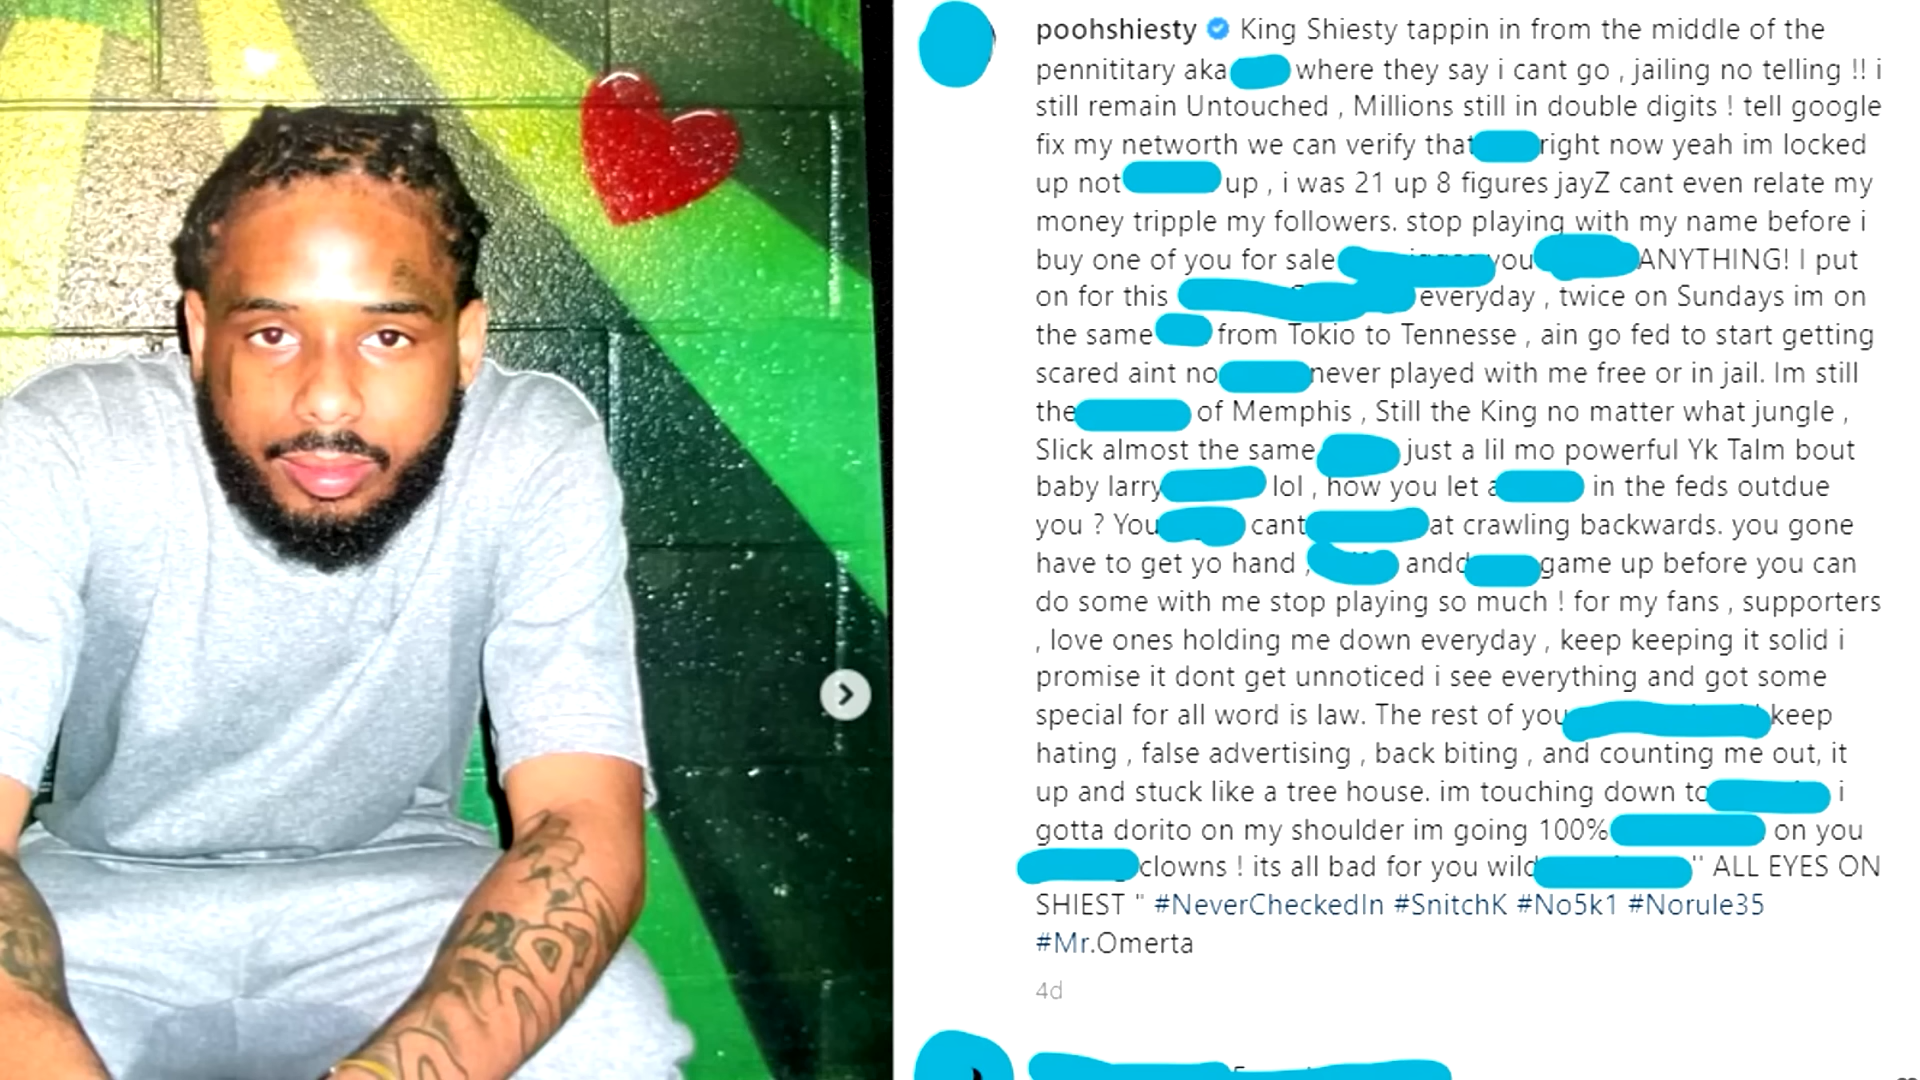 poohshiesty King Shiesty tappin in from the middle of the
pennititary aka where they say i cant go , jailing no telling !! i
still remain Untouched , Millions still in double digits ! tell google
fix my networth we can verify that right now yeah im locked
up not up , i was 21 up 8 figures jayZ cant even relate my
money tripple my followers. stop playing with my name before i
buy one of you for sale you ANYTHING! I put
on for this everyday , twice on Sundays im on
the same from Tokio to Tennesse , ain go fed to start getting
scared aint no never played with me free or in jail. Im still
the of Memphis , Still the King no matter what jungle ,
Slick almost the same just a lil mo powerful Yk Talm bout
baby larry lol , how you let a in the feds outdue
you ? You cant at crawling backwards. you gone
have to get yo hand , and game up before you can
do some with me stop playing so much ! for my fans , supporters
, love ones holding me down everyday , keep keeping it solid i
promise it dont get unnoticed i see everything and got some
special for all word is law. The rest of you keep
hating , false advertising , back biting , and counting me out, it
up and stuck like a tree house. im touching down to i
gotta dorito on my shoulder im going 100% on you
clowns ! its all bad for you wild '' ALL EYES ON
SHIEST " #NeverCheckedIn #SnitchK #No5k1 #Norule35
#Mr.Omerta
4d